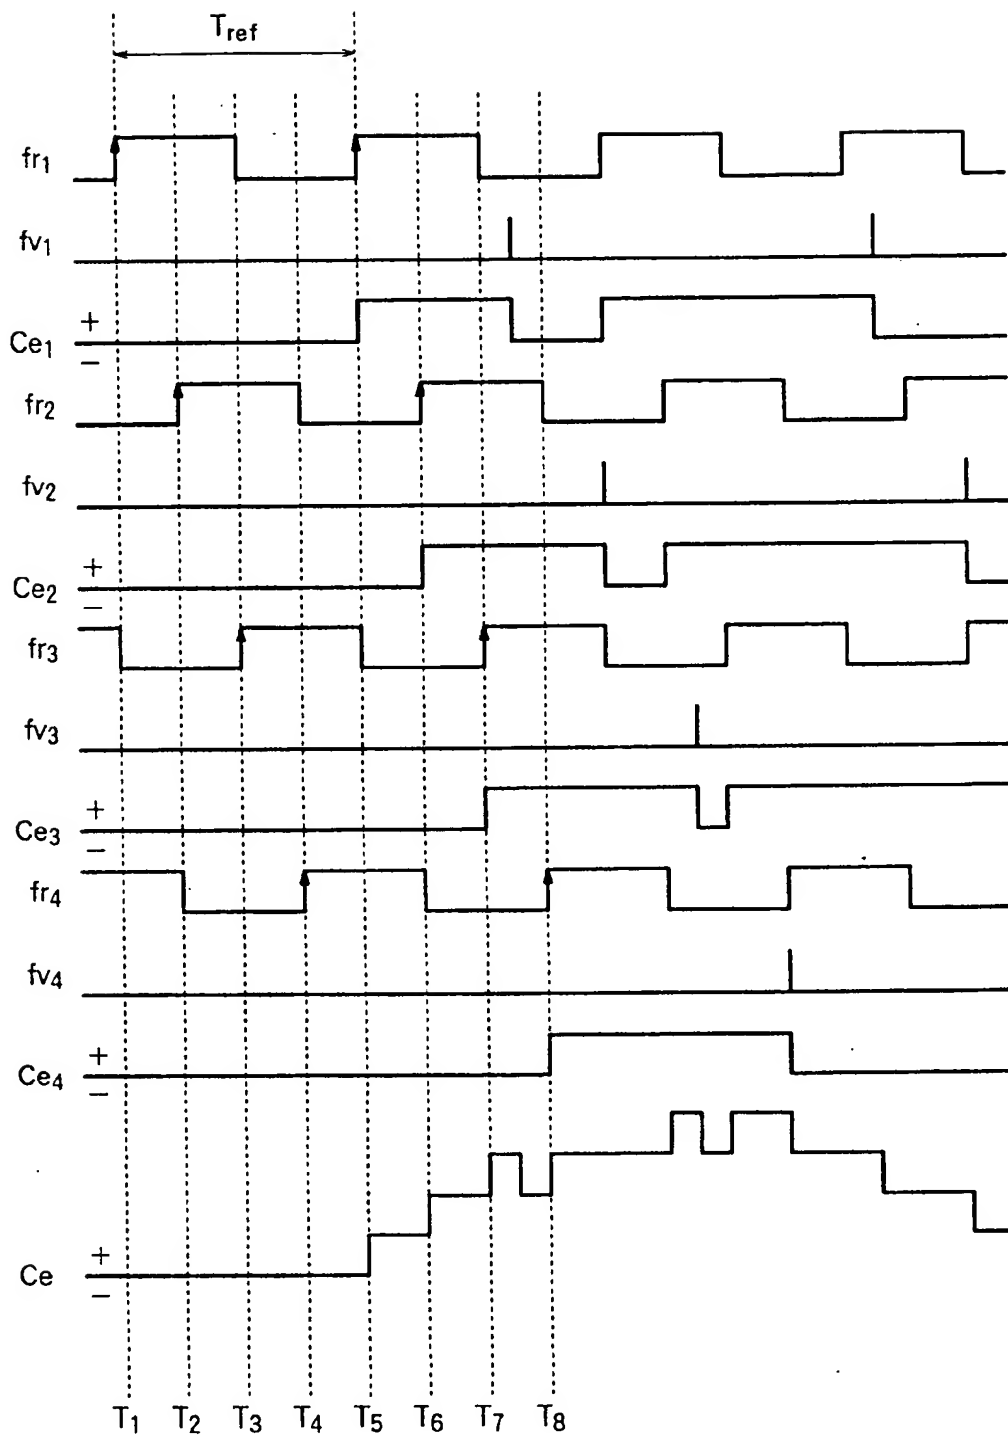 Tref
fr1
fv1
+
Ce1
−
fr2
fv2
+
Ce2
−
fr3
fv3
+
Ce3
−
fr4
fv4
+
Ce4
−
+
Ce
−
T1 T2 T3 T4 T5 T6 T7 T8